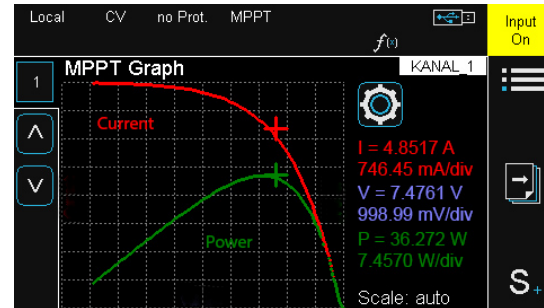 Local CV no Prot. MPPT
Input
On
f(x)
MPPT Graph
KANAL_1
1
Current
Power
I = 4.8517 A
746.45 mA/div
V = 7.4761 V
998.99 mV/div
P = 36.272 W
7.4570 W/div
Scale: auto
S+